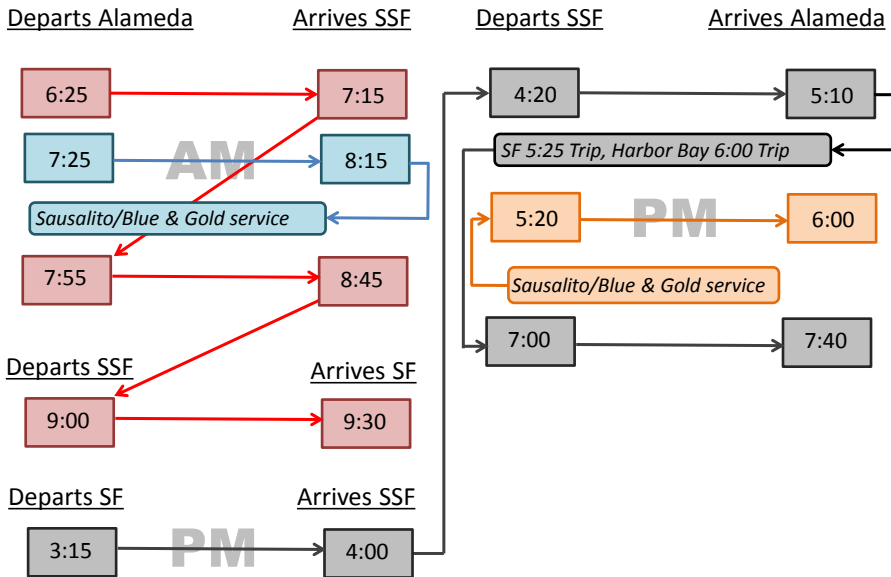 Departs Alameda Arrives SSF
6:25 7:15
AM
7:25 8:15
Sausalito/Blue & Gold service
7:55 8:45
Departs SSF Arrives SF
9:00 9:30
Departs SF Arrives SSF
PM
3:15 4:00
Departs SSF Arrives Alameda
4:20 5:10
SF 5:25 Trip, Harbor Bay 6:00 Trip
PM
5:20 6:00
Sausalito/Blue & Gold service
7:00 7:40